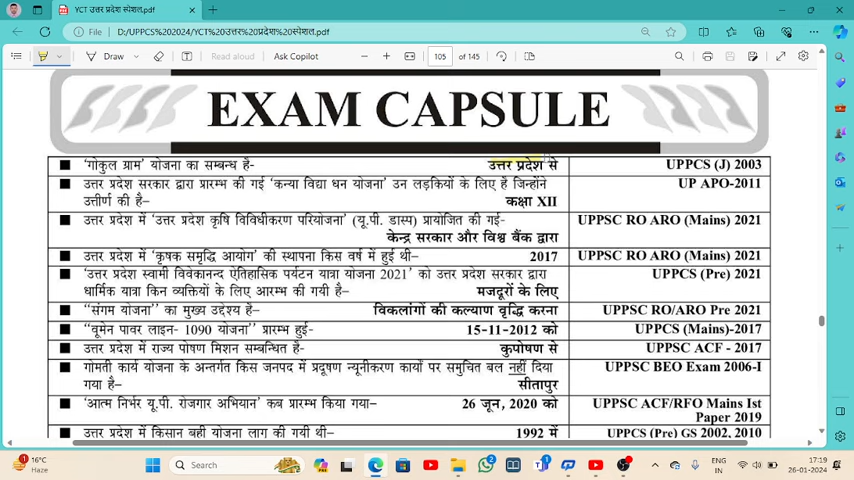 YCT उत्तर प्रदेश स्पेशल.pdf
File D:/UPPCS%202024/YCT%20उत्तर%20प्रदेश%20स्पेशल.pdf
Draw Read aloud Ask Copilot 105 of 145
EXAM CAPSULE
'गोकुल ग्राम' योजना का सम्बन्ध है- उत्तर प्रदेश से UPPCS (J) 2003
उत्तर प्रदेश सरकार द्वारा प्रारम्भ की गई 'कन्या विद्या धन योजना' उन लड़कियों के लिए हैं जिन्होंने UP APO-2011
उत्तीर्ण की है- कक्षा XII
उत्तर प्रदेश में 'उत्तर प्रदेश कृषि विविधीकरण परियोजना' (यू.पी. डास्प) प्रायोजित की गई- UPPSC RO ARO (Mains) 2021
केन्द्र सरकार और विश्व बैंक द्वारा
उत्तर प्रदेश में 'कृषक समृद्धि आयोग' की स्थापना किस वर्ष में हुई थी- 2017 UPPSC RO ARO (Mains) 2021
'उत्तर प्रदेश स्वामी विवेकानन्द ऐतिहासिक पर्यटन यात्रा योजना 2021' को उत्तर प्रदेश सरकार द्वारा UPPCS (Pre) 2021
धार्मिक यात्रा किन व्यक्तियों के लिए आरम्भ की गयी है– मजदूरों के लिए
"संगम योजना" का मुख्य उद्देश्य हैं– विकलांगों की कल्याण वृद्धि करना UPPSC RO/ARO Pre 2021
"वूमेन पावर लाइन- 1090 योजना" प्रारम्भ हुई- 15-11-2012 को UPPCS (Mains)-2017
उत्तर प्रदेश में राज्य पोषण मिशन सम्बन्धित है- कुपोषण से UPPSC ACF - 2017
गोमती कार्य योजना के अन्तर्गत किस जनपद में प्रदूषण न्यूनीकरण कार्यों पर समुचित बल नहीं दिया UPPSC BEO Exam 2006-I
गया है– सीतापुर
"आत्म निर्भर यू.पी. रोजगार अभियान" कब प्रारम्भ किया गया– 26 जून, 2020 को UPPSC ACF/RFO Mains Ist
Paper 2019
उत्तर प्रदेश में किसान बही योजना लागू की गयी थी- 1992 में UPPCS (Pre) GS 2002, 2010
16°C
Haze
Search
ENG
IN
17:19
26-01-2024